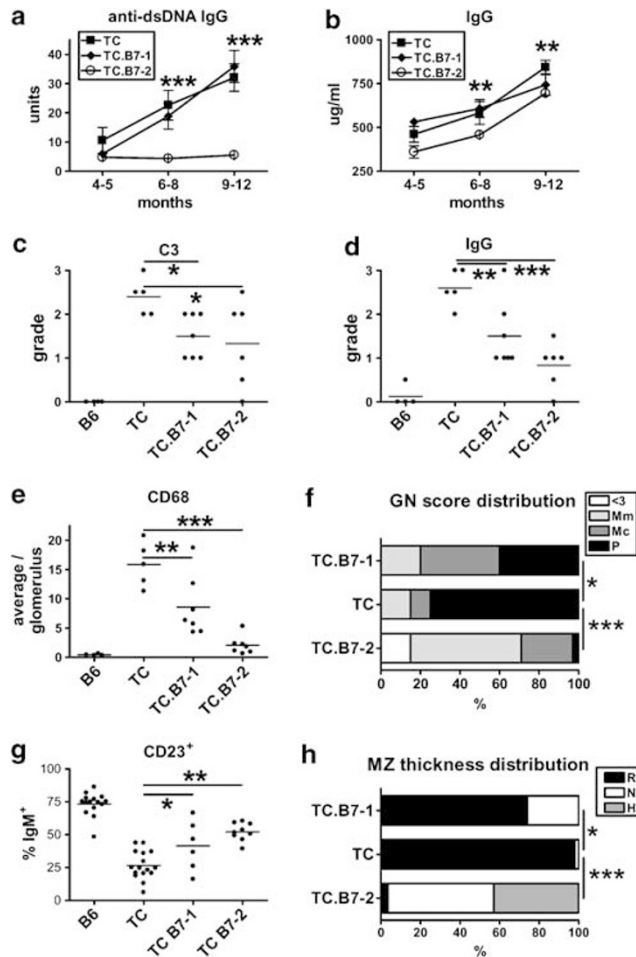 a
anti-dsDNA IgG
TC
TC.B7-1
TC.B7-2
***
***
units
50
40
30
20
10
0
4-5
6-8
9-12
months
b
IgG
TC
TC.B7-1
TC.B7-2
**
**
ug/ml
1000
750
500
250
4-5
6-8
9-12
months
c
C3
*
*
grade
3
2
1
0
B6
TC
TC.B7-1
TC.B7-2
d
IgG
**
***
grade
3
2
1
0
B6
TC
TC.B7-1
TC.B7-2
e
CD68
***
**
average /
glomerulus
20
15
10
5
0
B6
TC
TC.B7-1
TC.B7-2
f
GN score distribution
<3
Mm
Mc
P
TC.B7-1
TC
TC.B7-2
*
***
0 20 40 60 80 100
%
g
CD23+
**
*
% IgM+
100
75
50
25
0
B6
TC
TC B7-1
TC B7-2
h
MZ thickness distribution
R
N
H
TC.B7-1
TC
TC.B7-2
*
***
0 20 40 60 80 100
%